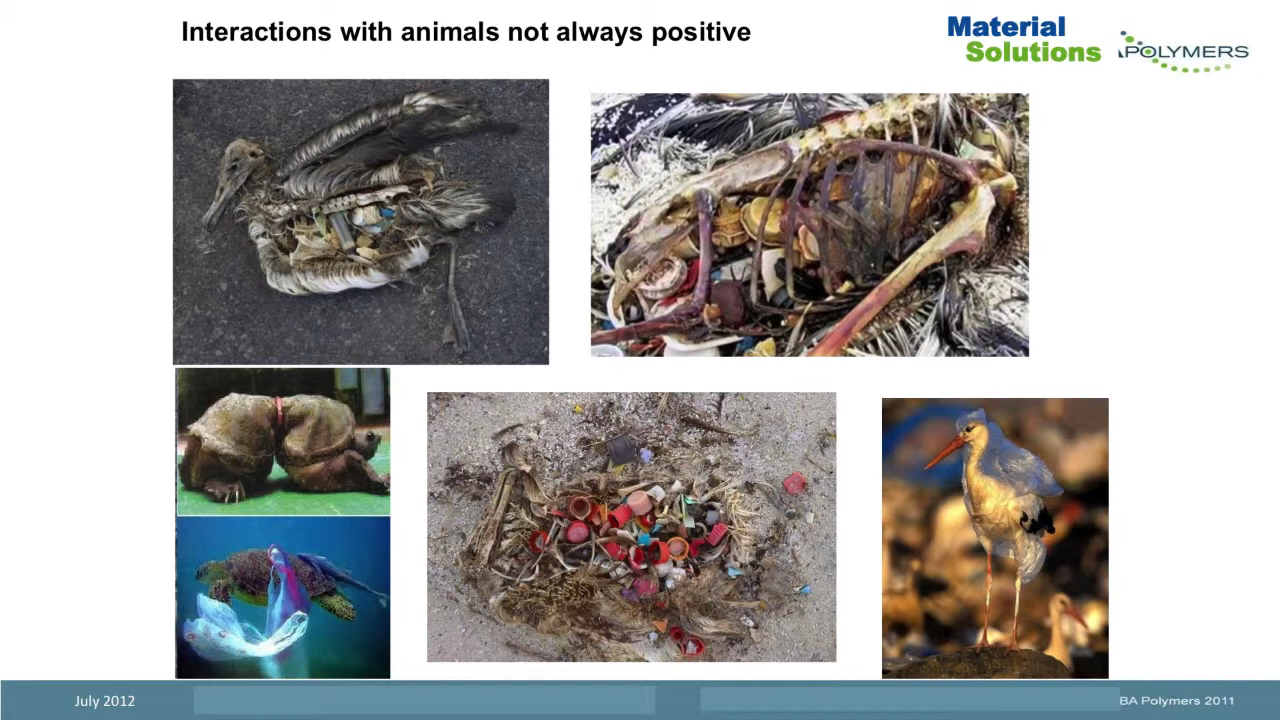 Interactions with animals not always positive
Material
Solutions
POLYMERS
July 2012
BA Polymers 2011